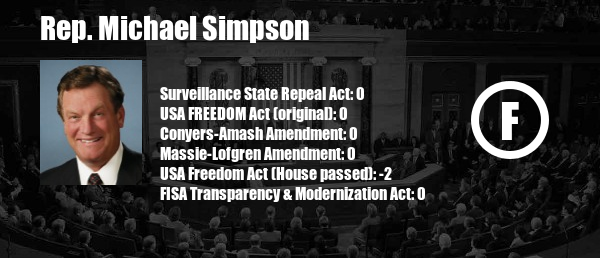 Rep. Michael Simpson
Surveillance State Repeal Act: 0
USA FREEDOM Act (original): 0
Conyers-Amash Amendment: 0
Massie-Lofgren Amendment: 0
USA Freedom Act (House passed): -2
FISA Transparency & Modernization Act: 0
F